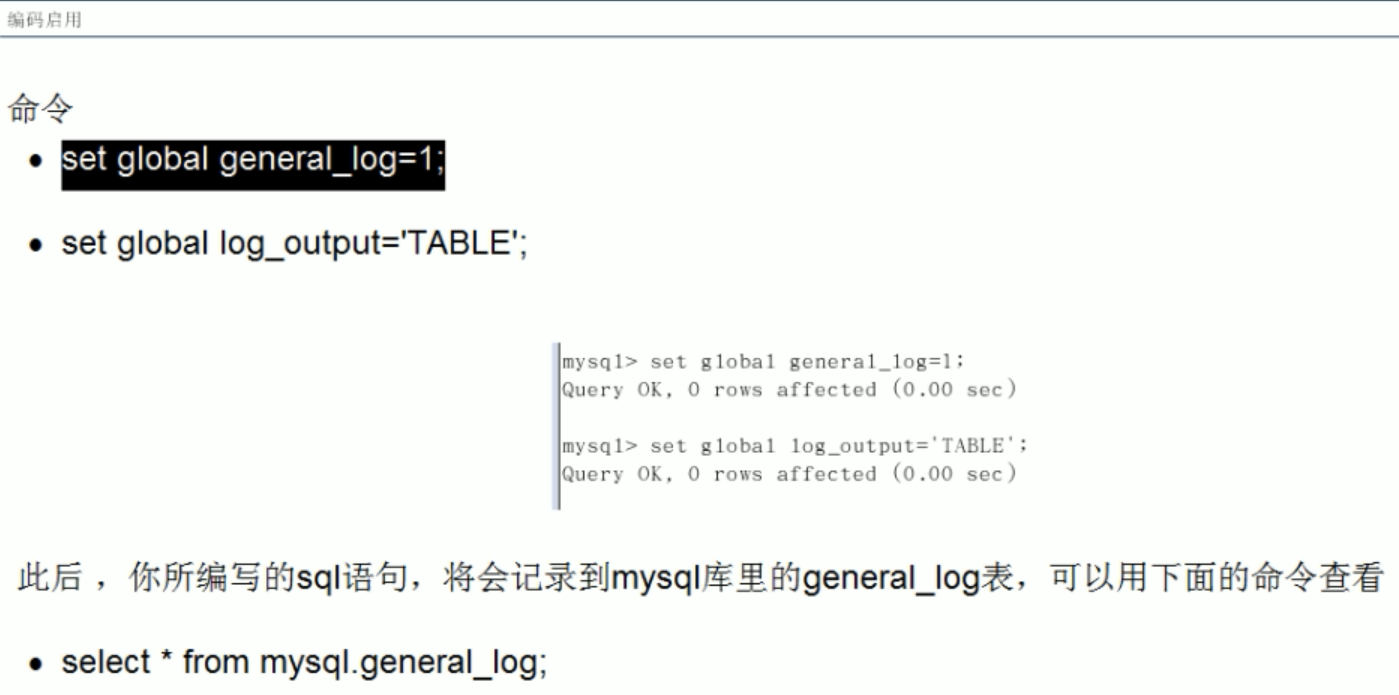 编码启用
命令
● set global general_log=1;
● set global log_output='TABLE';
mysql> set global general_log=1;
Query OK, 0 rows affected (0.00 sec)
mysql> set global log_output='TABLE';
Query OK, 0 rows affected (0.00 sec)
此后 ，你所编写的sql语句，将会记录到mysql库里的general_log表，可以用下面的命令查看
● select * from mysql.general_log;